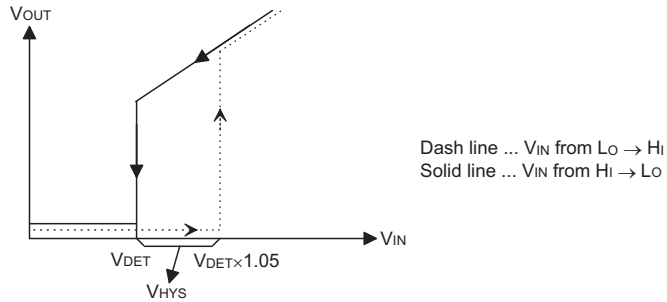 VOUT
Dash line ... VIN from LO → HI
Solid line ... VIN from HI → LO
VIN
VDET VDET×1.05
VHYS